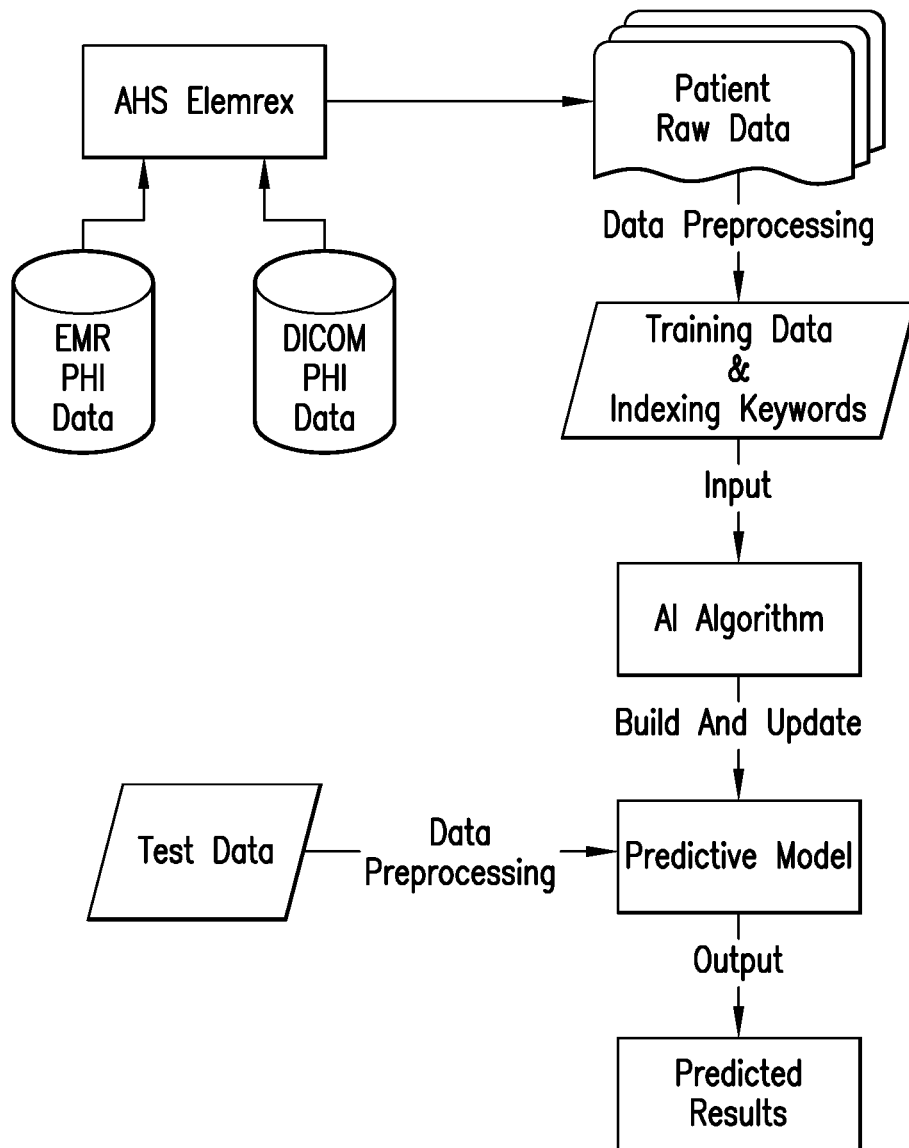 AHS Elemrex
Patient
Raw Data
Data Preprocessing
EMR
PHI
Data
DICOM
PHI
Data
Training Data
&
Indexing Keywords
Input
AI Algorithm
Build And Update
Test Data
Data
Preprocessing
Predictive Model
Output
Predicted
Results